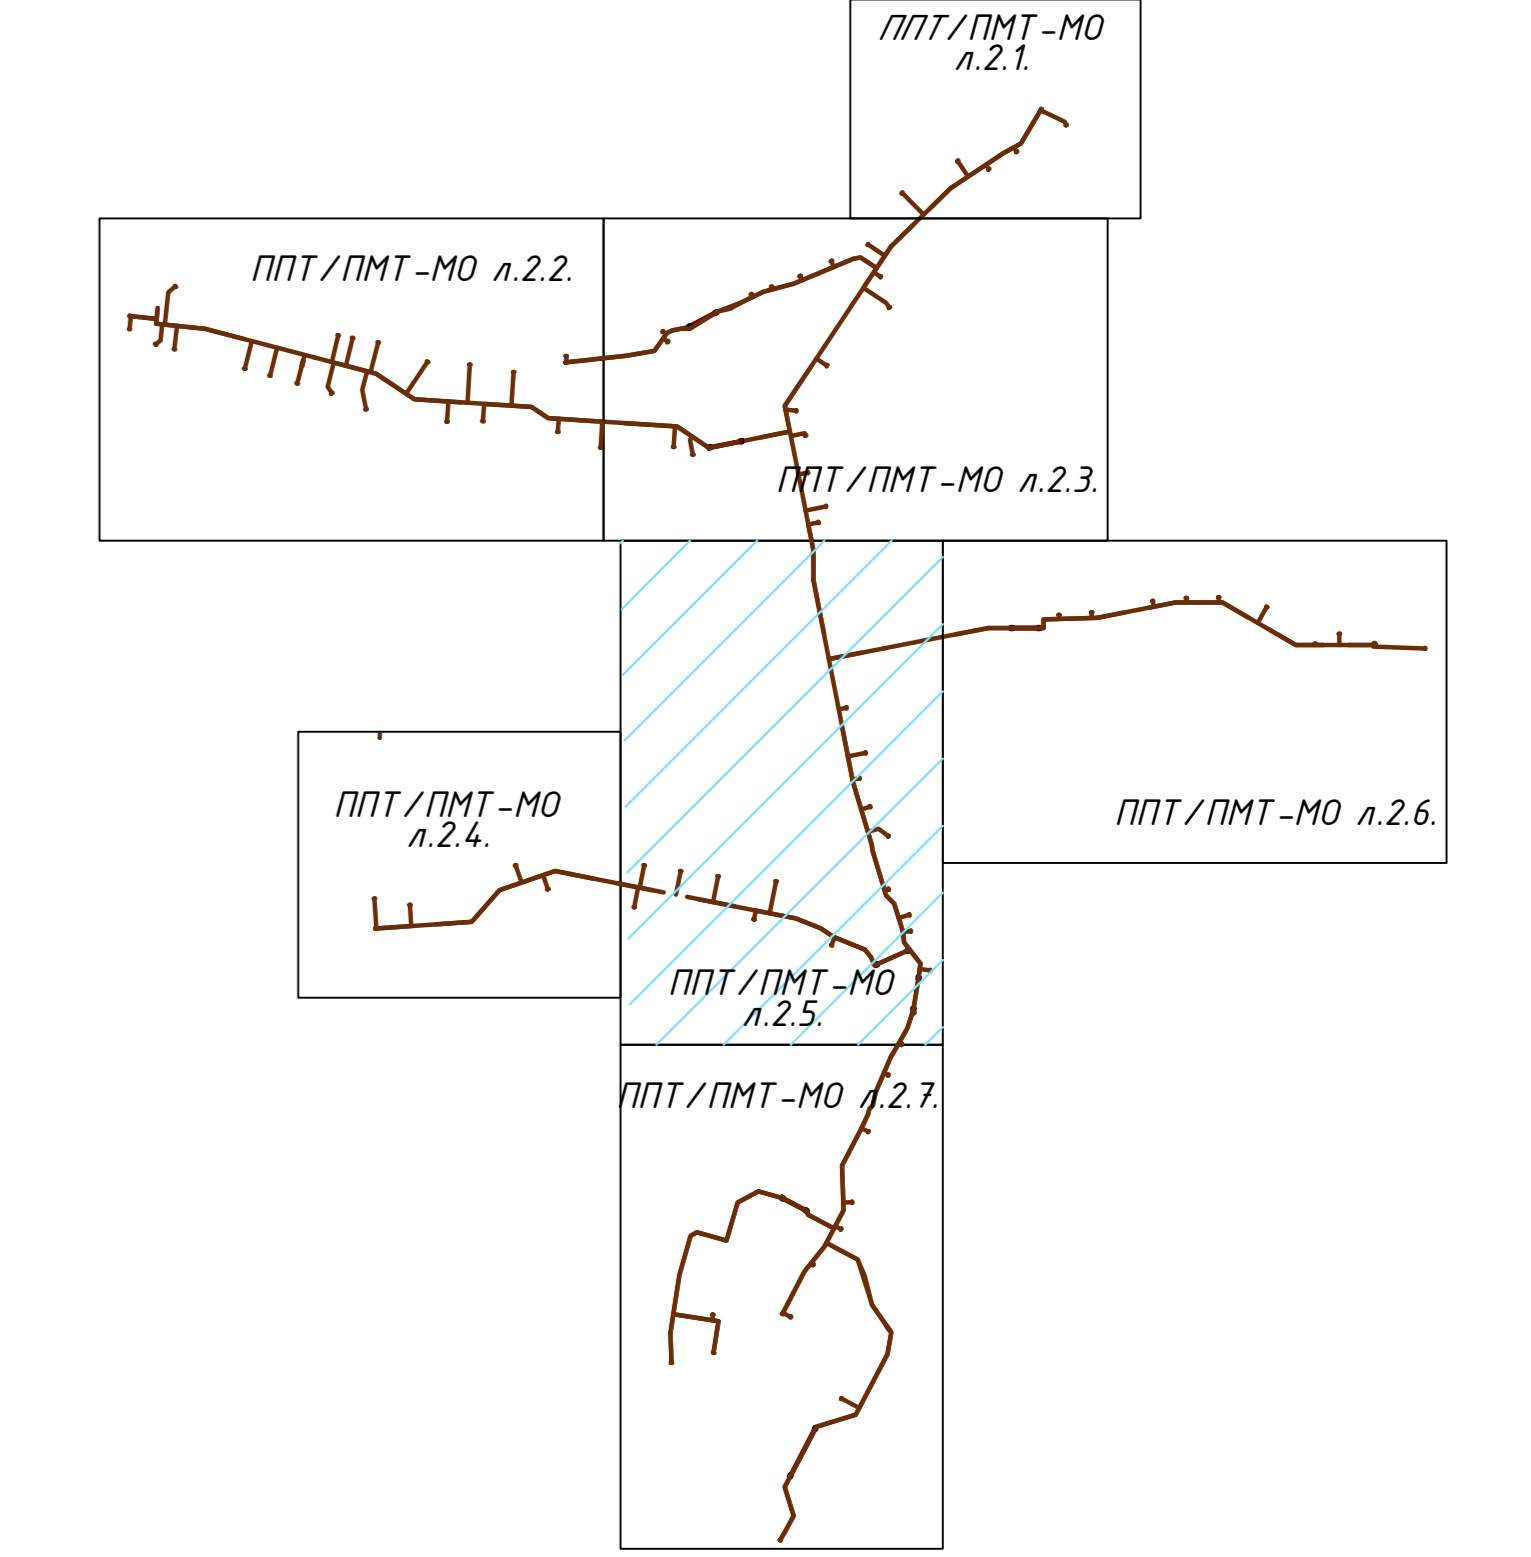 ППТ/ПМТ-МО
л.2.1.
ППТ/ПМТ-МО л.2.2.
ППТ/ПМТ-МО л.2.3.
ППТ/ПМТ-МО
л.2.4.
ППТ/ПМТ-МО л.2.6.
ППТ/ПМТ-МО
л.2.5.
ППТ/ПМТ-МО л.2.7.